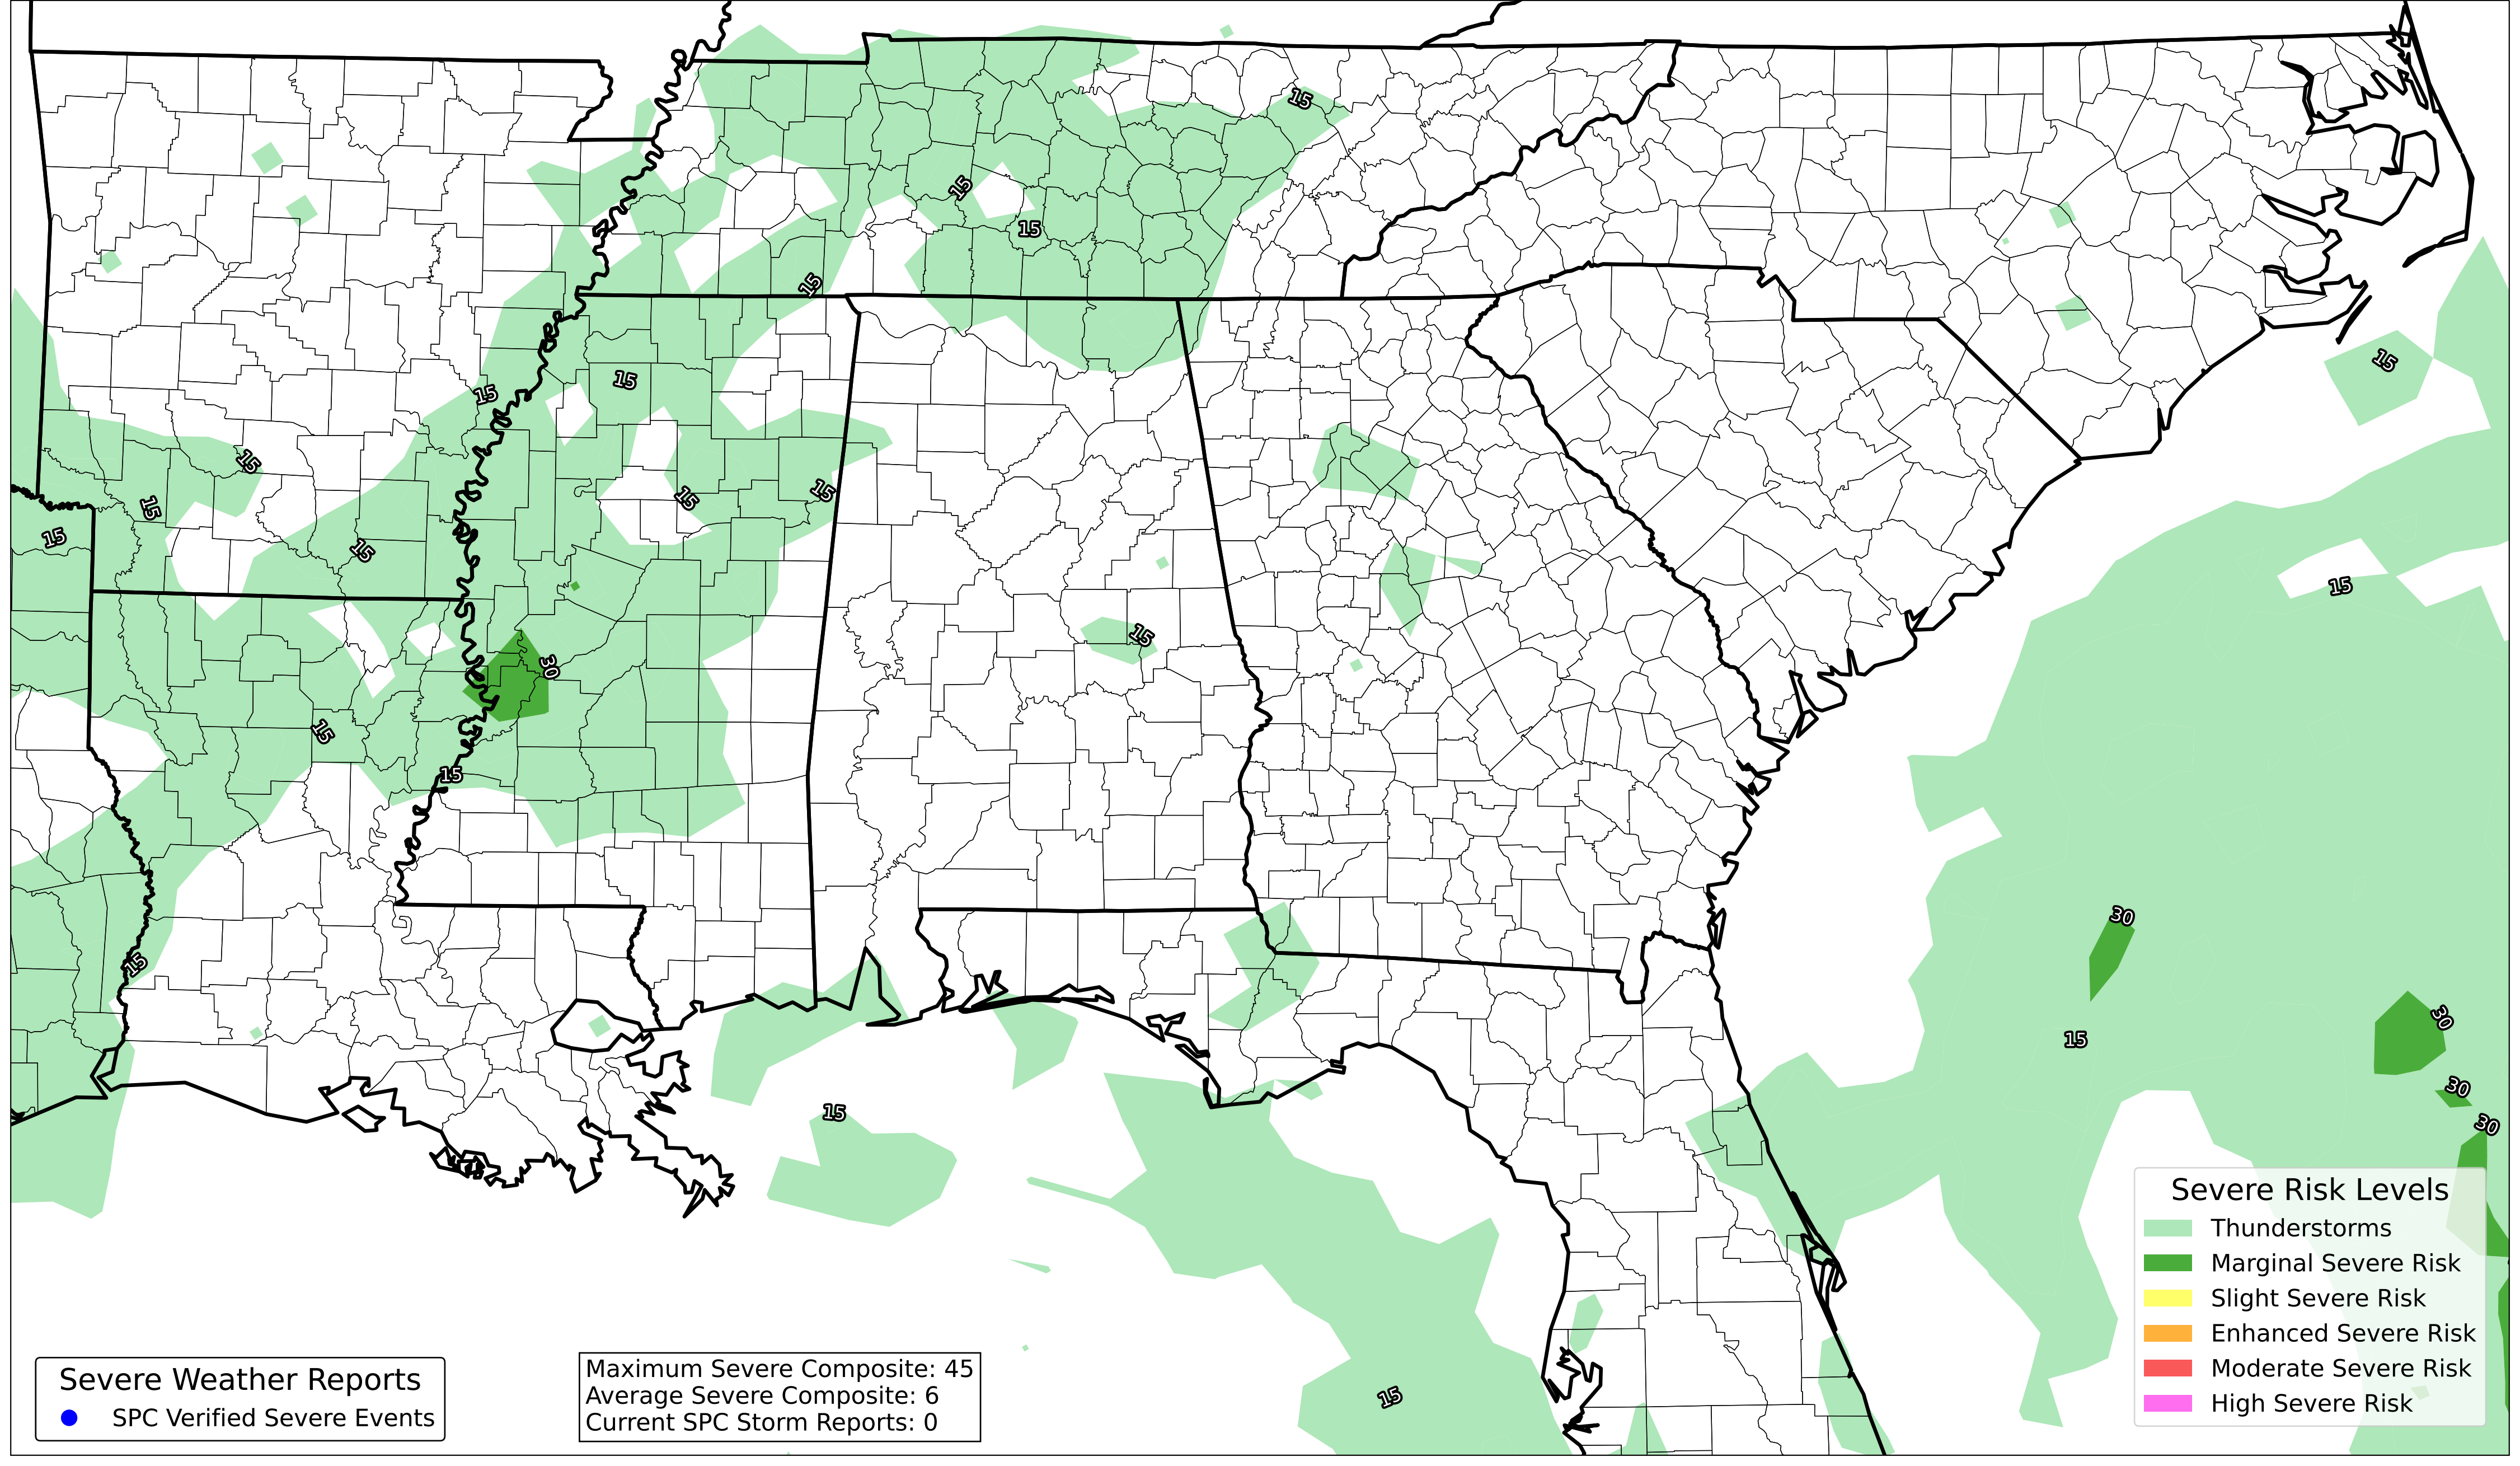 15
15
15
15
15
15
15
15
15
15
15
15
15
15
30
15
15
15
15
15
30
15
30
15
30
30
15
15
Severe Risk Levels
Thunderstorms
Marginal Severe Risk
Slight Severe Risk
Enhanced Severe Risk
Moderate Severe Risk
High Severe Risk
Severe Weather Reports
SPC Verified Severe Events
Maximum Severe Composite: 45
Average Severe Composite: 6
Current SPC Storm Reports: 0